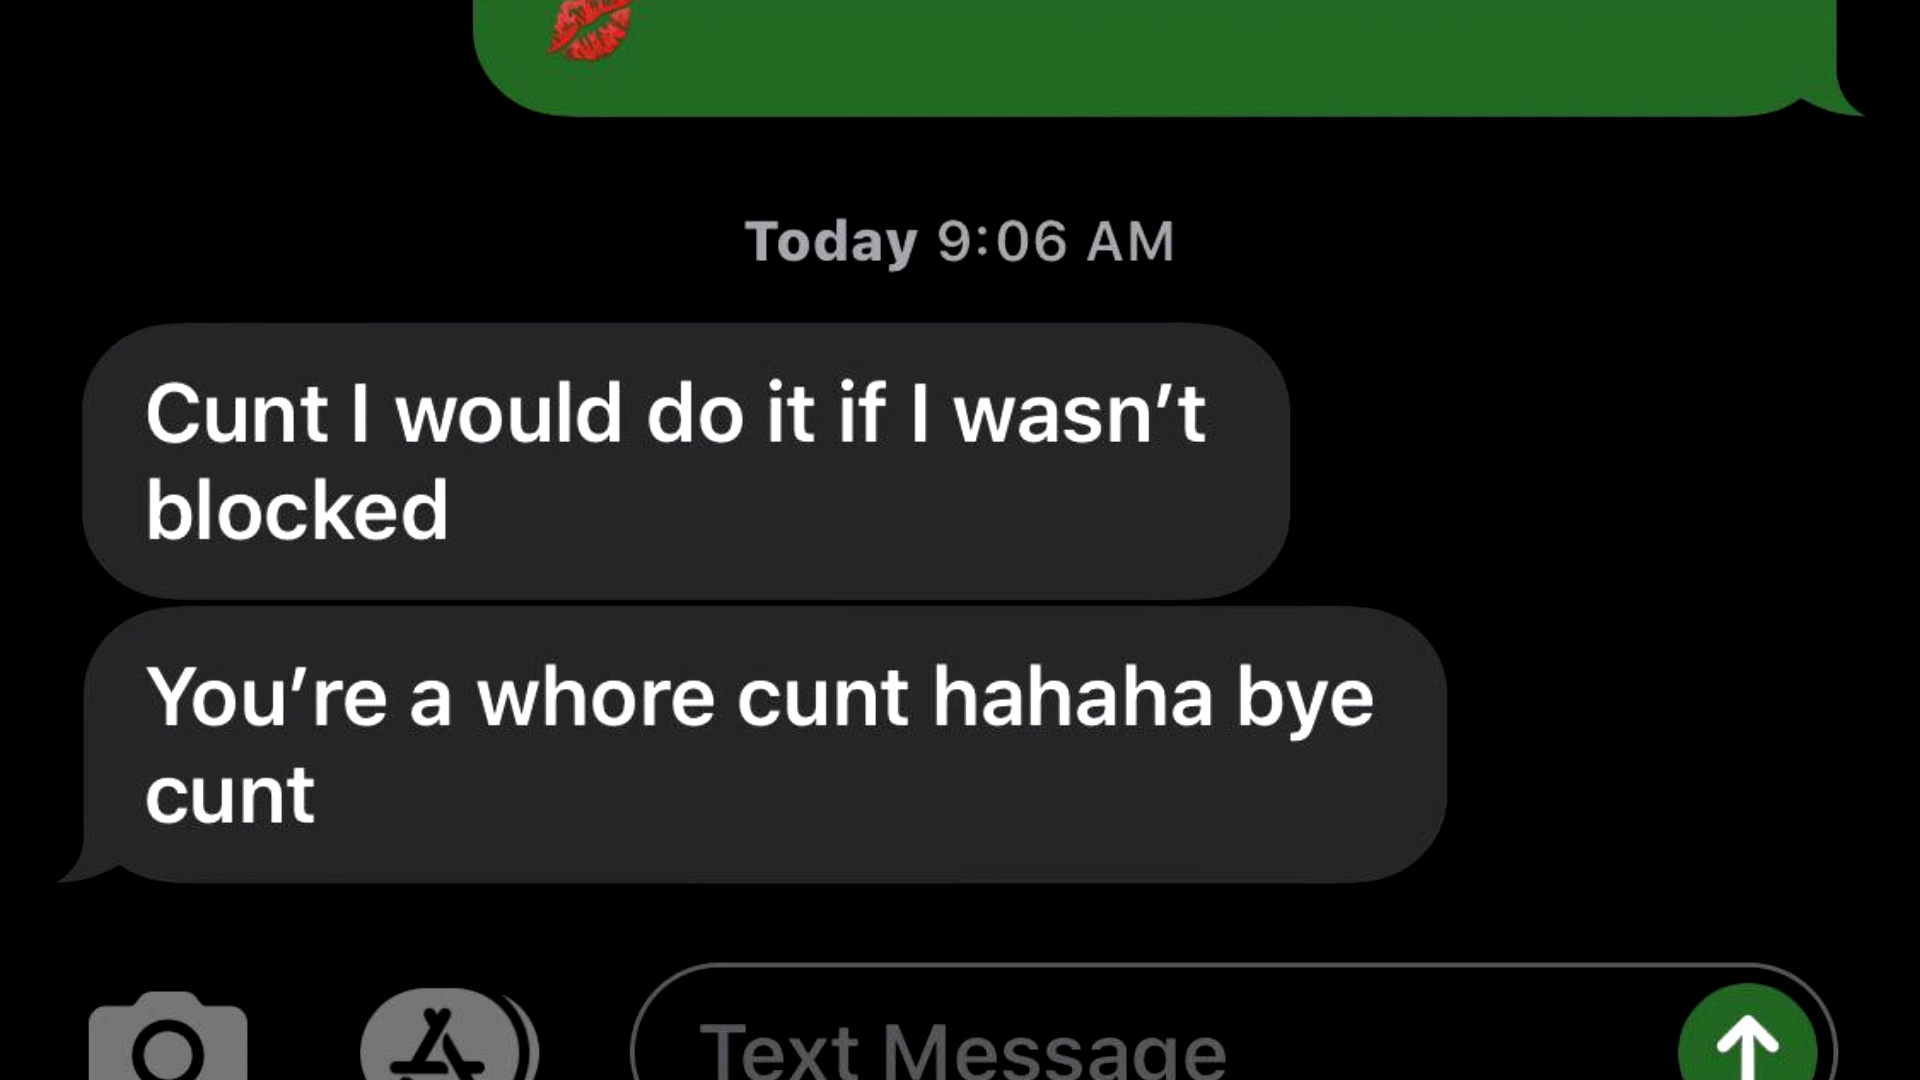 Today 9:06 AM
Cunt I would do it if I wasn’t
blocked
You’re a whore cunt hahaha bye
cunt
Text Message